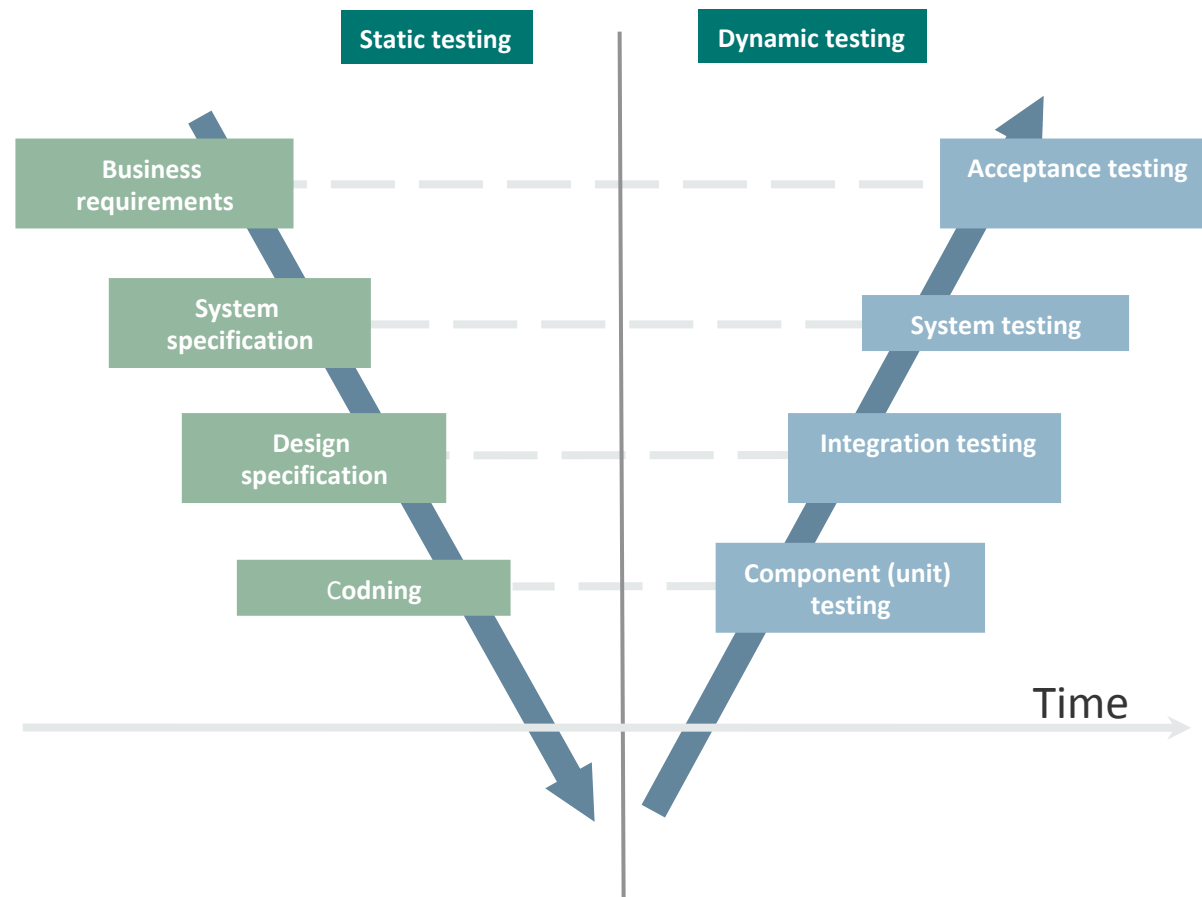 Static testing
Dynamic testing
Business
requirements
Acceptance testing
System
specification
System testing
Design
specification
Integration testing
Codning
Component (unit)
testing
Time